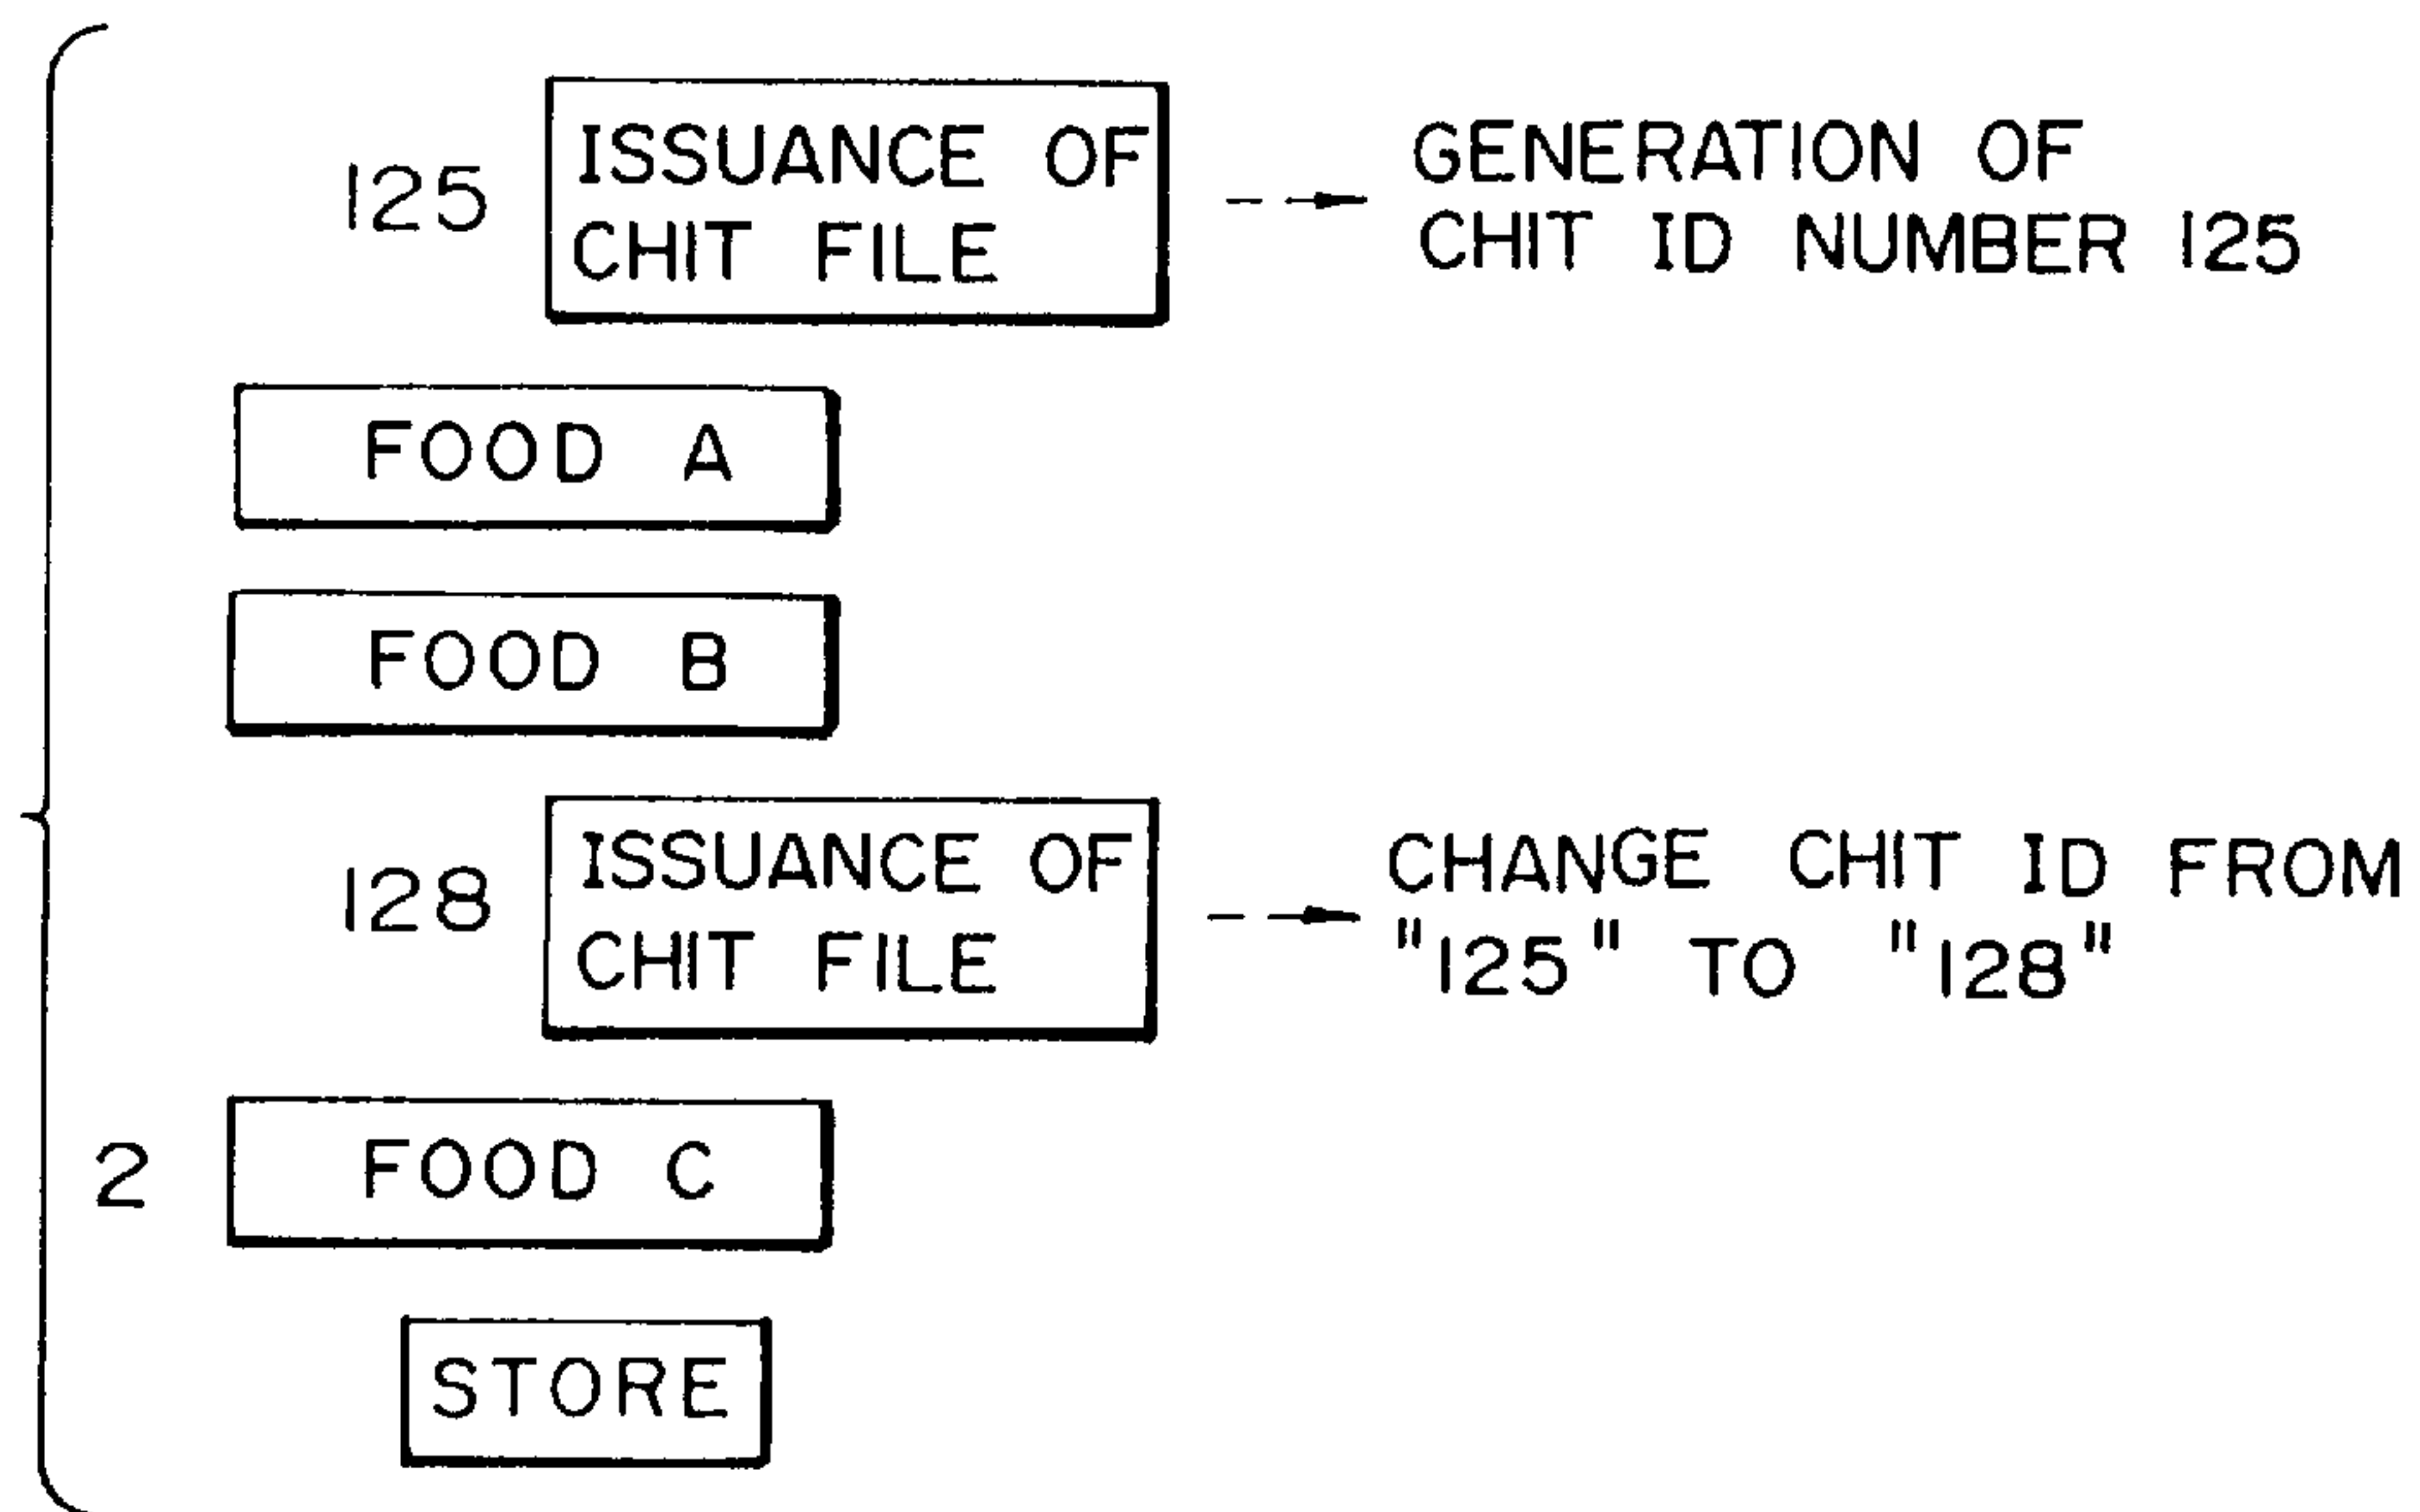 125 ISSUANCE OF CHIT FILE
GENERATION OF
CHIT ID NUMBER 125
FOOD A
FOOD B
128 ISSUANCE OF CHIT FILE
CHANGE CHIT ID FROM
"125" TO "128"
2 FOOD C
STORE